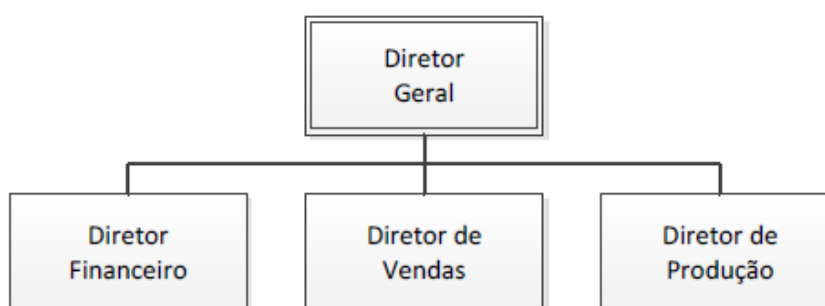 Diretor
Geral
Diretor
Financeiro
Diretor de
Vendas
Diretor de
Produção